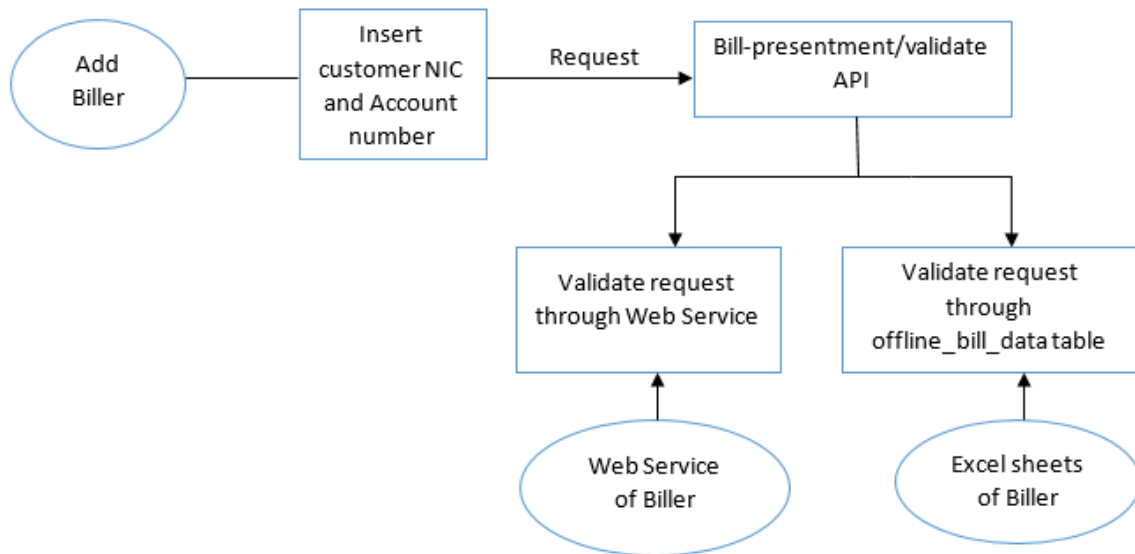 Add
Biller
Insert
customer NIC
and Account
number
Request
Bill-presentment/validate
API
Validate request
through Web Service
Validate request
through
offline_bill_data table
Web Service
of Biller
Excel sheets
of Biller